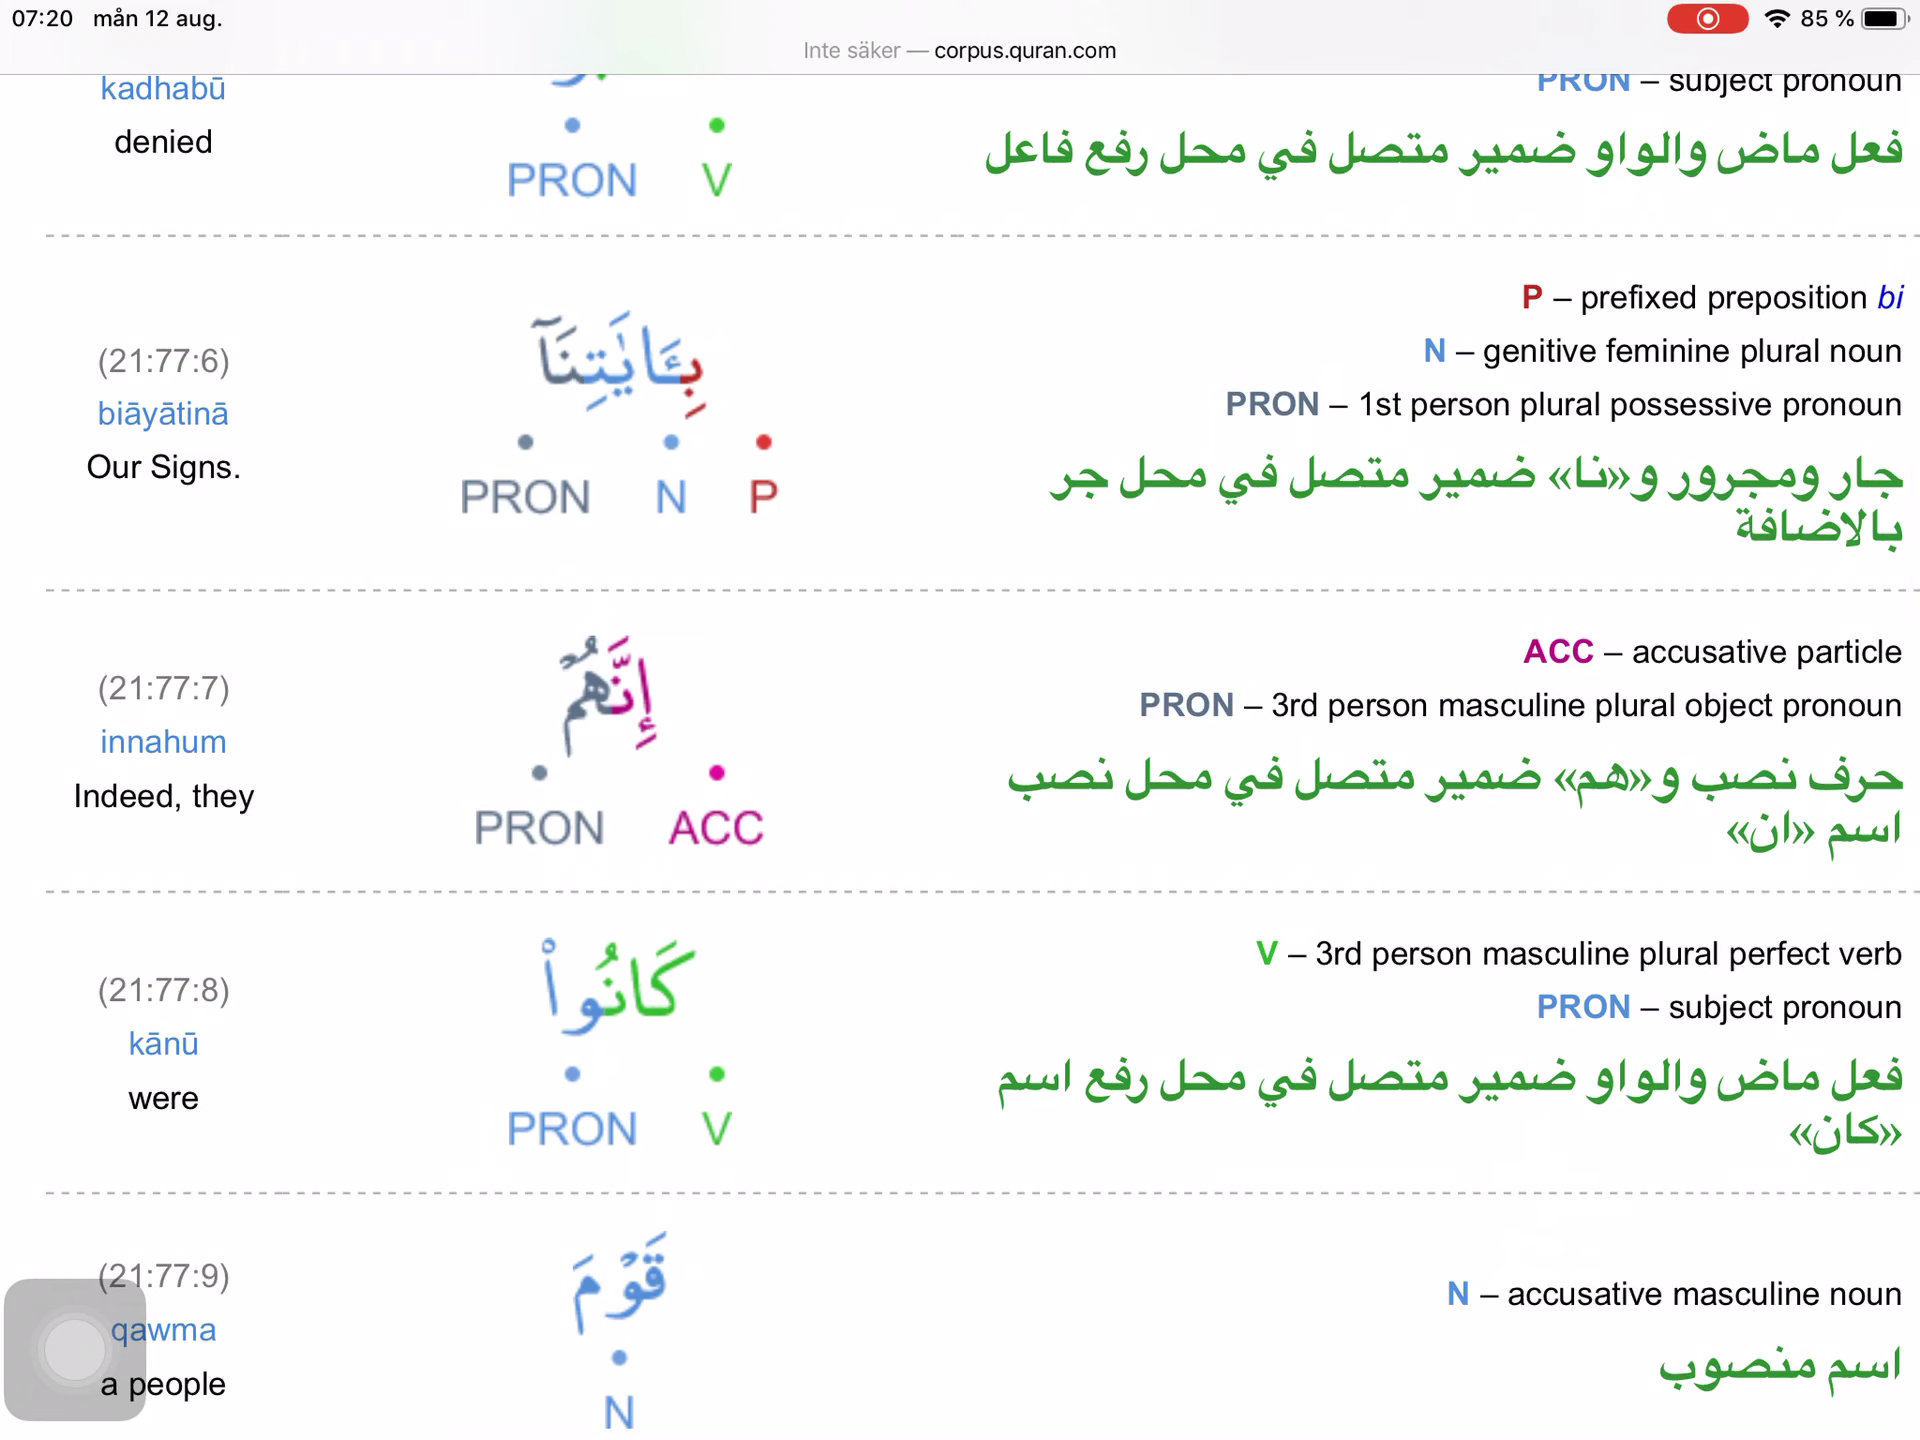 07:20 mån 12 aug.
85 %
Inte säker — corpus.quran.com
kadhabū
denied
PRON V
PRON – subject pronoun
فعل ماض والواو ضمير متصل في محل رفع فاعل
(21:77:6)
biāyātinā
Our Signs.
بِـَٔايَـٰتِنَآ
PRON N P
P – prefixed preposition bi
N – genitive feminine plural noun
PRON – 1st person plural possessive pronoun
جار ومجرور و«نا» ضمير متصل في محل جر
بالاضافة
(21:77:7)
innahum
Indeed, they
إِنَّهُمْ
PRON ACC
ACC – accusative particle
PRON – 3rd person masculine plural object pronoun
حرف نصب و«هم» ضمير متصل في محل نصب
اسم «ان»
(21:77:8)
kānū
were
كَانُوا۟
PRON V
V – 3rd person masculine plural perfect verb
PRON – subject pronoun
فعل ماض والواو ضمير متصل في محل رفع اسم
«كان»
(21:77:9)
qawma
a people
قَوْمَ
N
N – accusative masculine noun
اسم منصوب